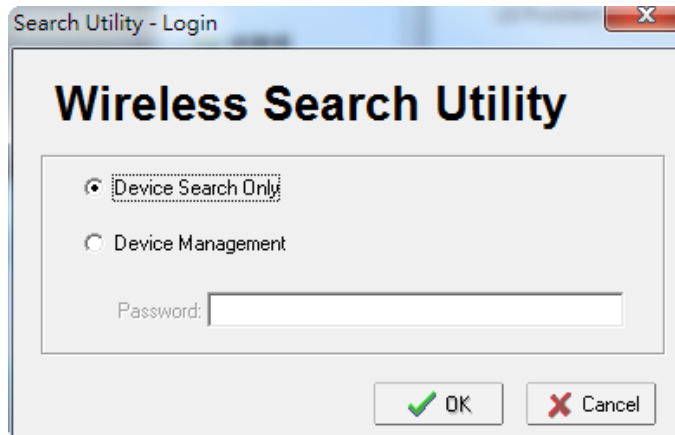 Search Utility - Login
Wireless Search Utility
Device Search Only
Device Management
Password:
OK
Cancel